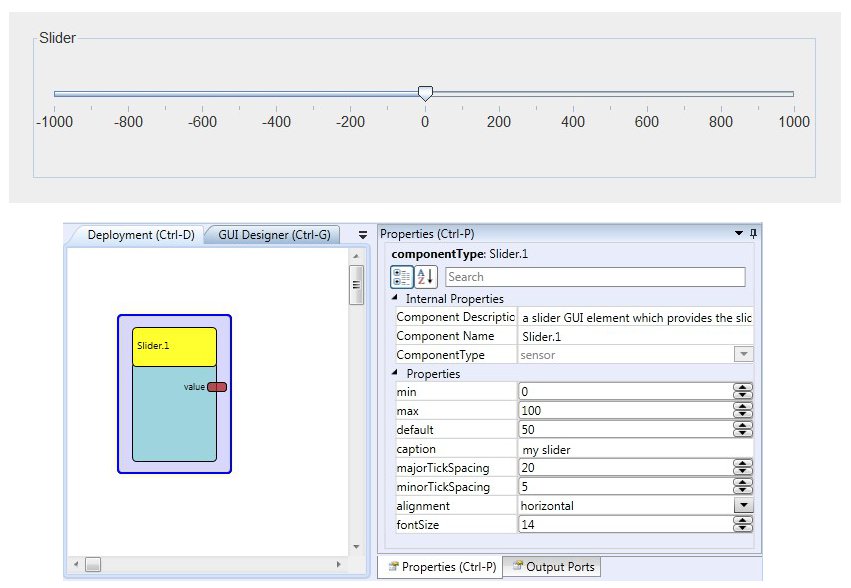 Slider
-1000 -800 -600 -400 -200 0 200 400 600 800 1000
Deployment (Ctrl-D) GUI Designer (Ctrl-G)
Slider.1
value
Properties (Ctrl-P)
componentType: Slider.1
A Z Search
Internal Properties
Component Descriptio a slider GUI element which provides the slic
Component Name Slider.1
ComponentType sensor
Properties
min 0
max 100
default 50
caption my slider
majorTickSpacing 20
minorTickSpacing 5
alignment horizontal
fontSize 14
Properties (Ctrl-P) Output Ports